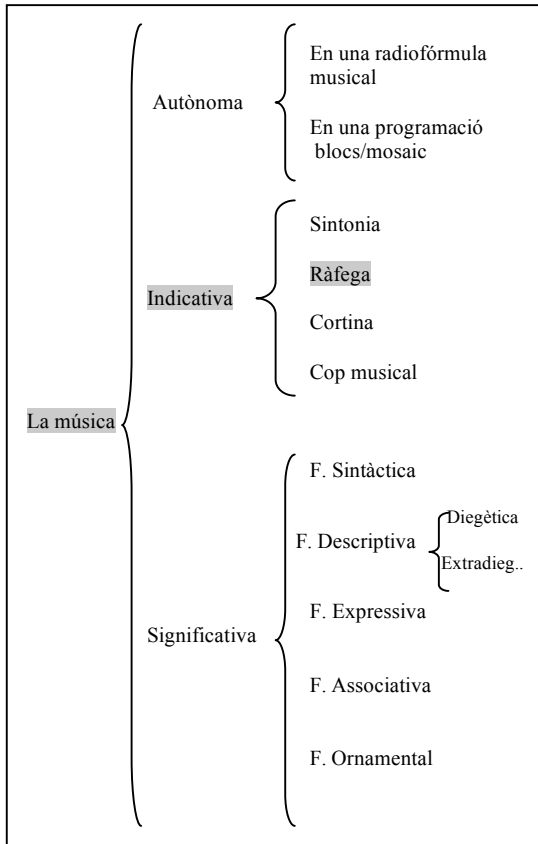 La música
Autònoma
En una radiofórmula
musical
En una programació
blocs/mosaic
Indicativa
Sintonia
Ràfega
Cortina
Cop musical
Significativa
F. Sintàctica
F. Descriptiva
Diegètica
Extradieg..
F. Expressiva
F. Associativa
F. Ornamental